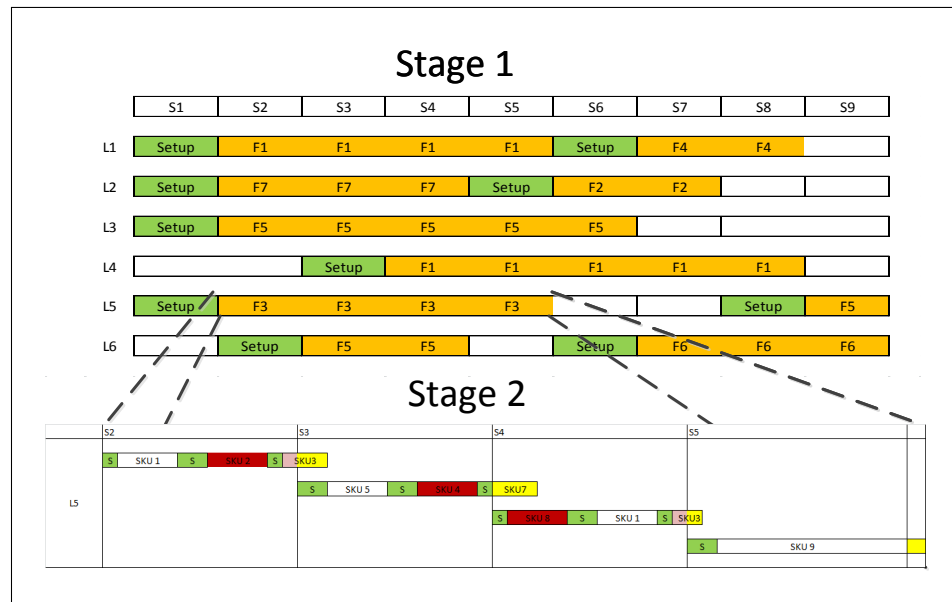 Stage 1
S1 S2 S3 S4 S5 S6 S7 S8 S9
L1 Setup F1 F1 F1 F1 Setup F4 F4
L2 Setup F7 F7 F7 Setup F2 F2
L3 Setup F5 F5 F5 F5 F5
L4 Setup F1 F1 F1 F1 F1
L5 Setup F3 F3 F3 F3 Setup F5
L6 Setup F5 F5 Setup F6 F6 F6
Stage 2
S2 S3 S4 S5
S SKU 1 S SKU 2 S SKU3
S SKU 5 S SKU 4 S SKU7
L5
S SKU 8 S SKU 1 S SKU3
S SKU 9